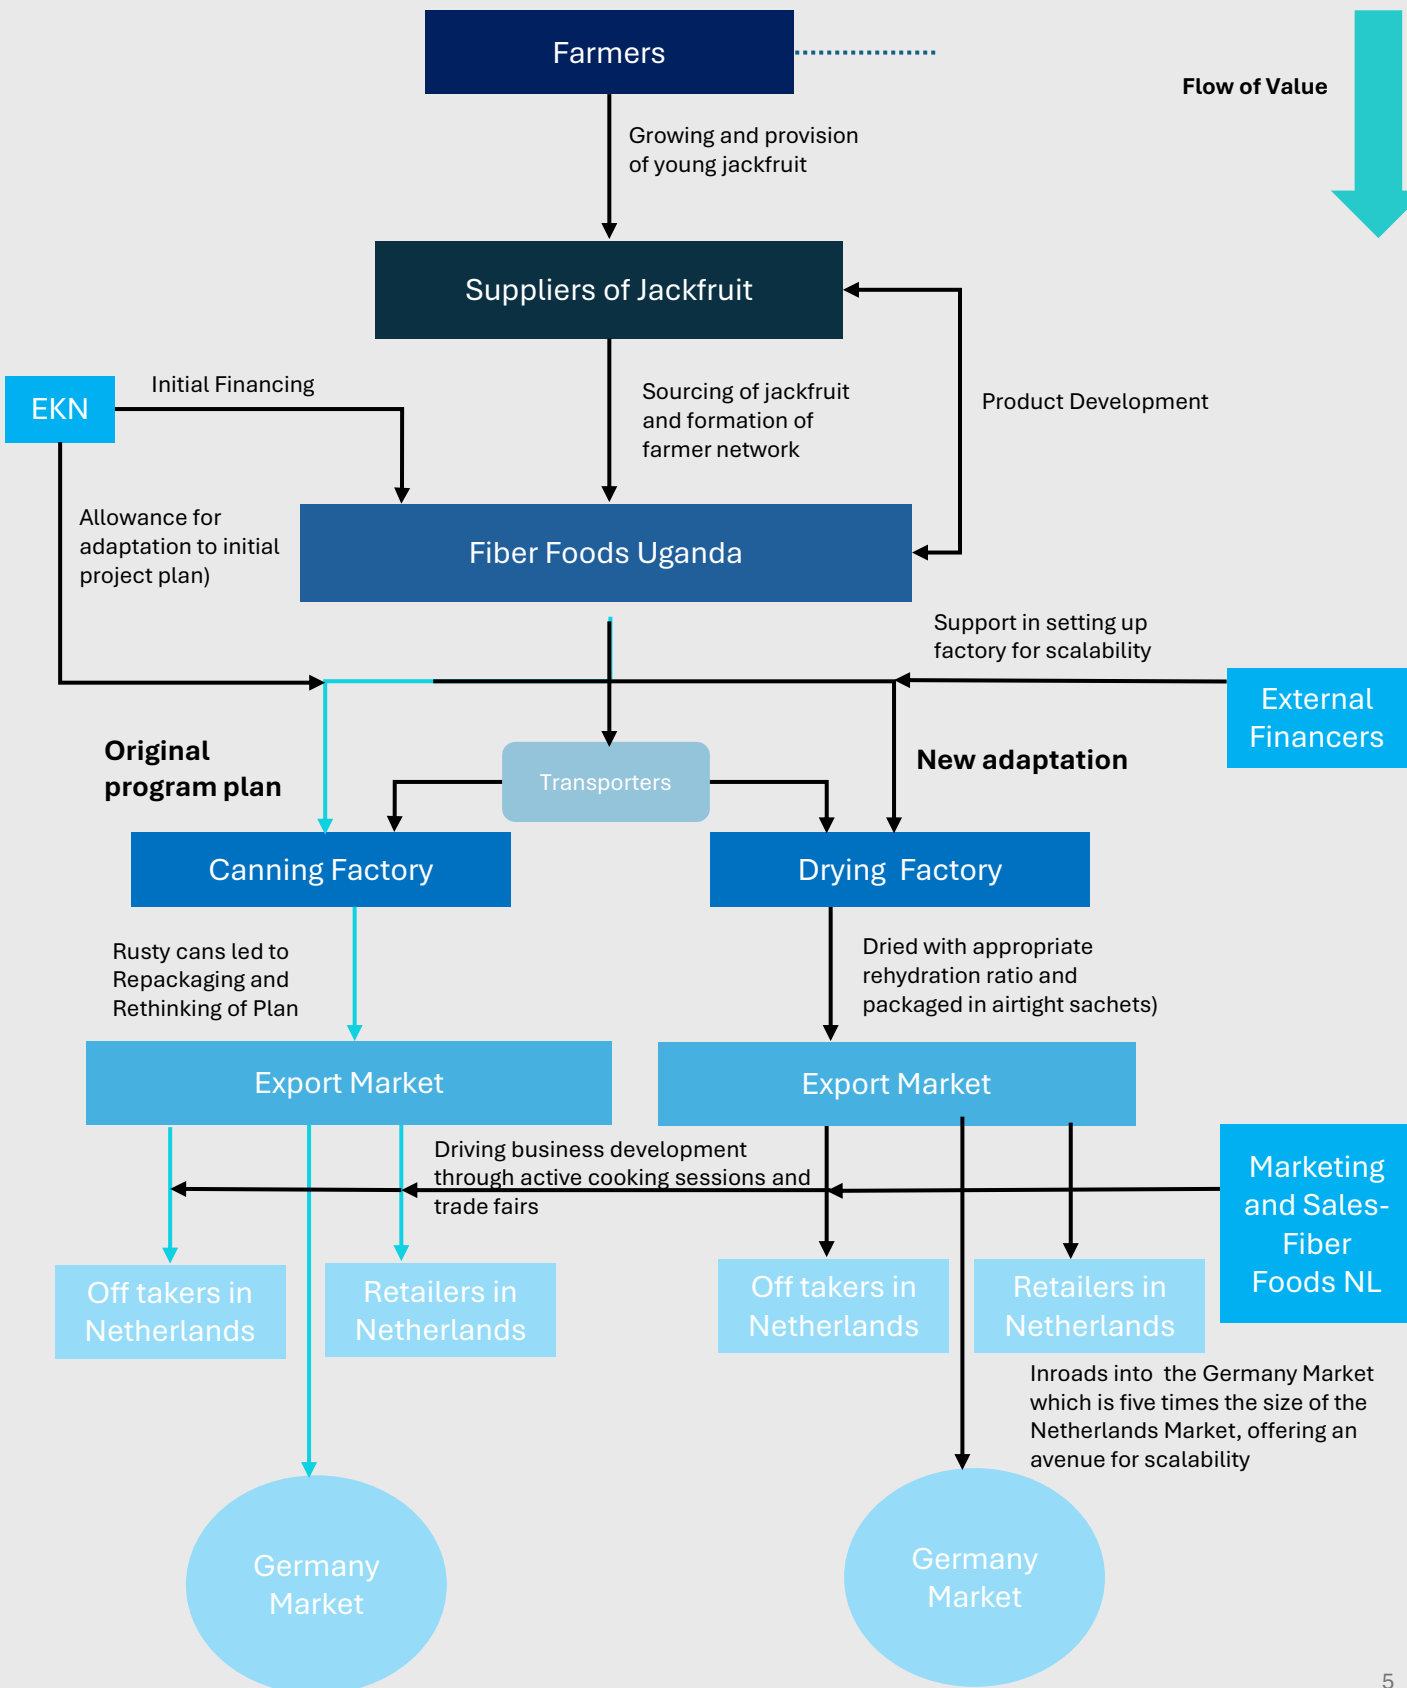 Farmers
Flow of Value
Growing and provision
of young jackfruit
Suppliers of Jackfruit
EKN
Initial Financing
Sourcing of jackfruit
and formation of
farmer network
Product Development
Allowance for
adaptation to initial
project plan)
Fiber Foods Uganda
Support in setting up
factory for scalability
External
Financers
Original
program plan
Transporters
New adaptation
Canning Factory
Drying  Factory
Rusty cans led to
Repackaging and
Rethinking of Plan
Dried with appropriate
rehydration ratio and
packaged in airtight sachets)
Export Market
Export Market
Driving business development
through active cooking sessions and
trade fairs
Marketing
and Sales-
Fiber
Foods NL
Off takers in
Netherlands
Retailers in
Netherlands
Off takers in
Netherlands
Retailers in
Netherlands
Inroads into  the Germany Market
which is five times the size of the
Netherlands Market, offering an
avenue for scalability
Germany
Market
Germany
Market
5